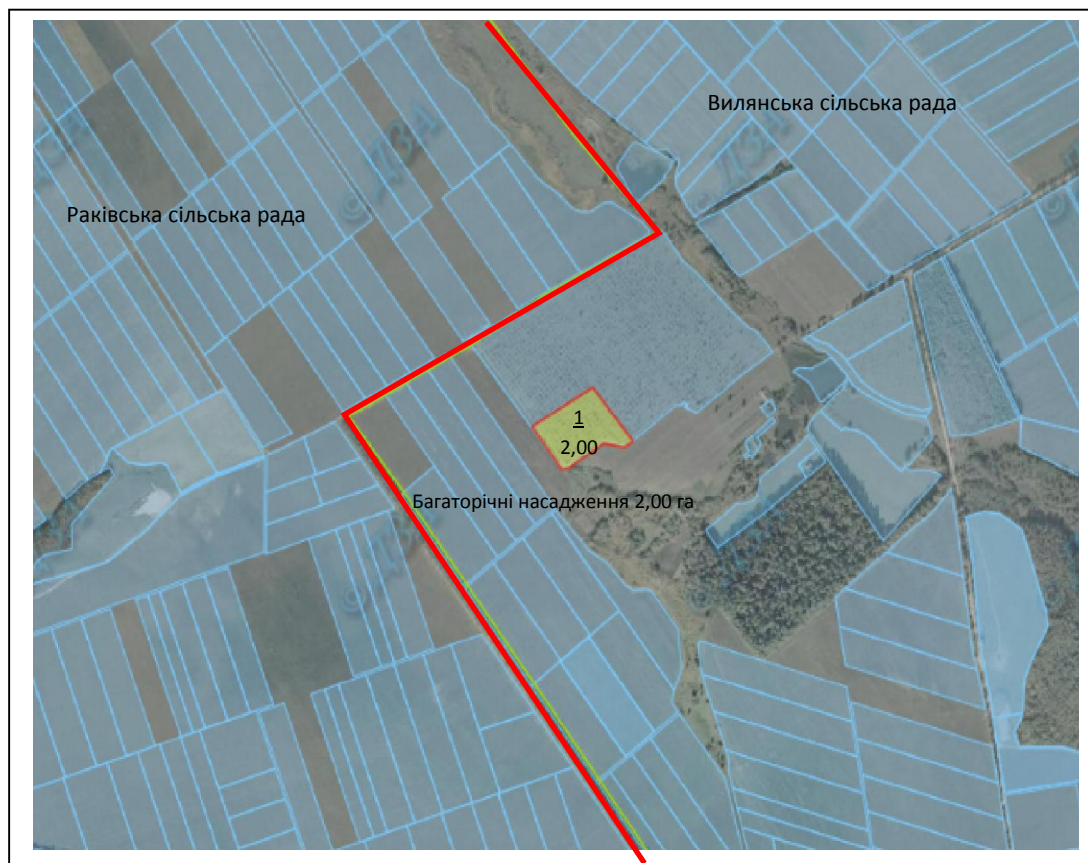 Вилянська сільська рада
Раківська сільська рада
1
2,00
Багаторічні насадження 2,00 га